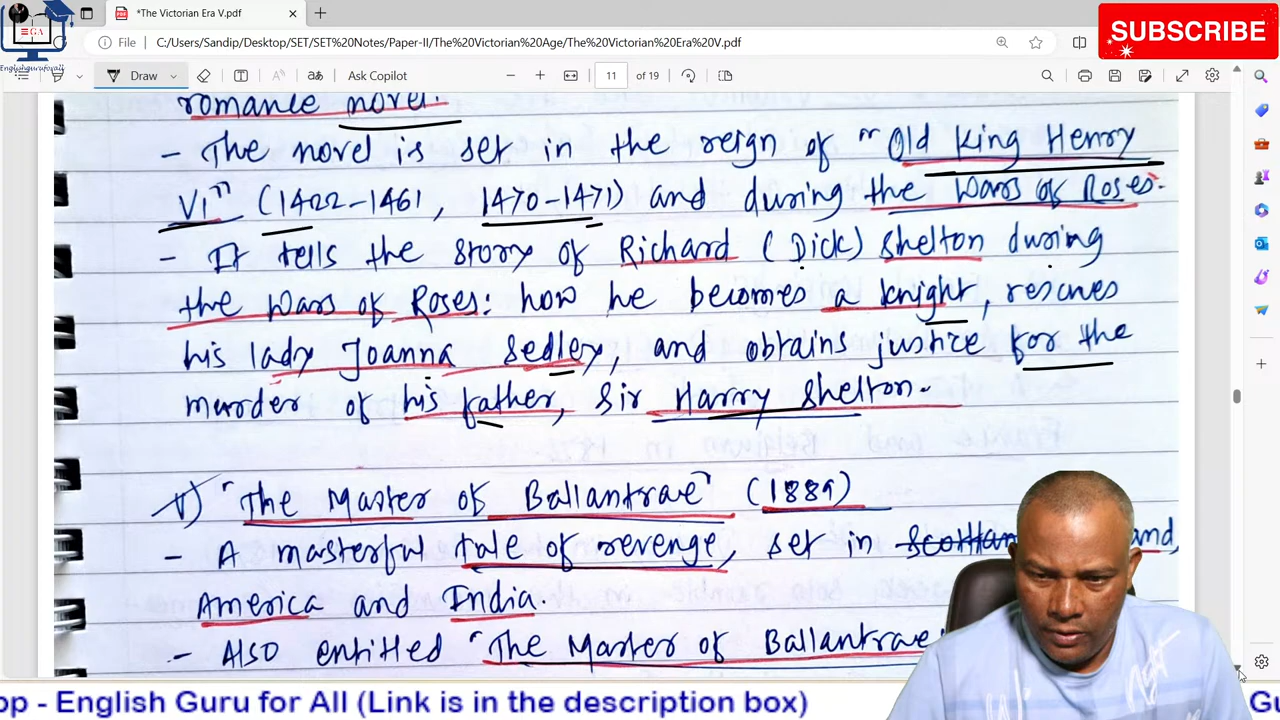 *The Victorian Era V.pdf
SUBSCRIBE
EGA
Englishguruforall
File C:/Users/Sandip/Desktop/SET/SET%20Notes/Paper-II/The%20Victorian%20Age/The%20Victorian%20Era%20V.pdf
Draw Ask Copilot 11 of 19
romance novel.
- The novel is set in the reign of "Old King Henry
VI" (1422-1461, 1470-1471) and during the Wars of Roses.
- It tells the story of Richard (Dick) Shelton during
the Wars of Roses: how he becomes a knight, rescues
his lady Joanna Sedley, and obtains justice for the
murder of his father, Sir Harry Shelton.
V) "The Master of Ballantrae" (1889)
- A masterful tale of revenge, set in
America and India.
- Also entitled "The Master of Ballantrae
op - English Guru for All (Link is in the description box) Gu